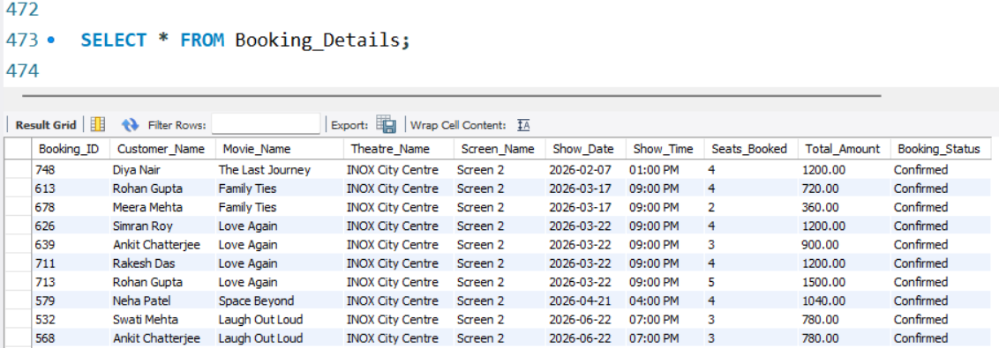 472
473 SELECT * FROM Booking_Details;
474
Result Grid Filter Rows: Export: Wrap Cell Content: IA
Booking_ID Customer_Name Movie_Name Theatre_Name Screen_Name Show_Date Show_Time Seats_Booked Total_Amount Booking_Status
748 Diya Nair The Last Journey INOX City Centre Screen 2 2026-02-07 01:00 PM 4 1200.00 Confirmed
613 Rohan Gupta Family Ties INOX City Centre Screen 2 2026-03-17 09:00 PM 4 720.00 Confirmed
678 Meera Mehta Family Ties INOX City Centre Screen 2 2026-03-17 09:00 PM 2 360.00 Confirmed
626 Simran Roy Love Again INOX City Centre Screen 2 2026-03-22 09:00 PM 4 1200.00 Confirmed
639 Ankit Chatterjee Love Again INOX City Centre Screen 2 2026-03-22 09:00 PM 3 900.00 Confirmed
711 Rakesh Das Love Again INOX City Centre Screen 2 2026-03-22 09:00 PM 4 1200.00 Confirmed
713 Rohan Gupta Love Again INOX City Centre Screen 2 2026-03-22 09:00 PM 5 1500.00 Confirmed
579 Neha Patel Space Beyond INOX City Centre Screen 2 2026-04-21 04:00 PM 4 1040.00 Confirmed
532 Swati Mehta Laugh Out Loud INOX City Centre Screen 2 2026-06-22 07:00 PM 3 780.00 Confirmed
568 Ankit Chatterjee Laugh Out Loud INOX City Centre Screen 2 2026-06-22 07:00 PM 3 780.00 Confirmed